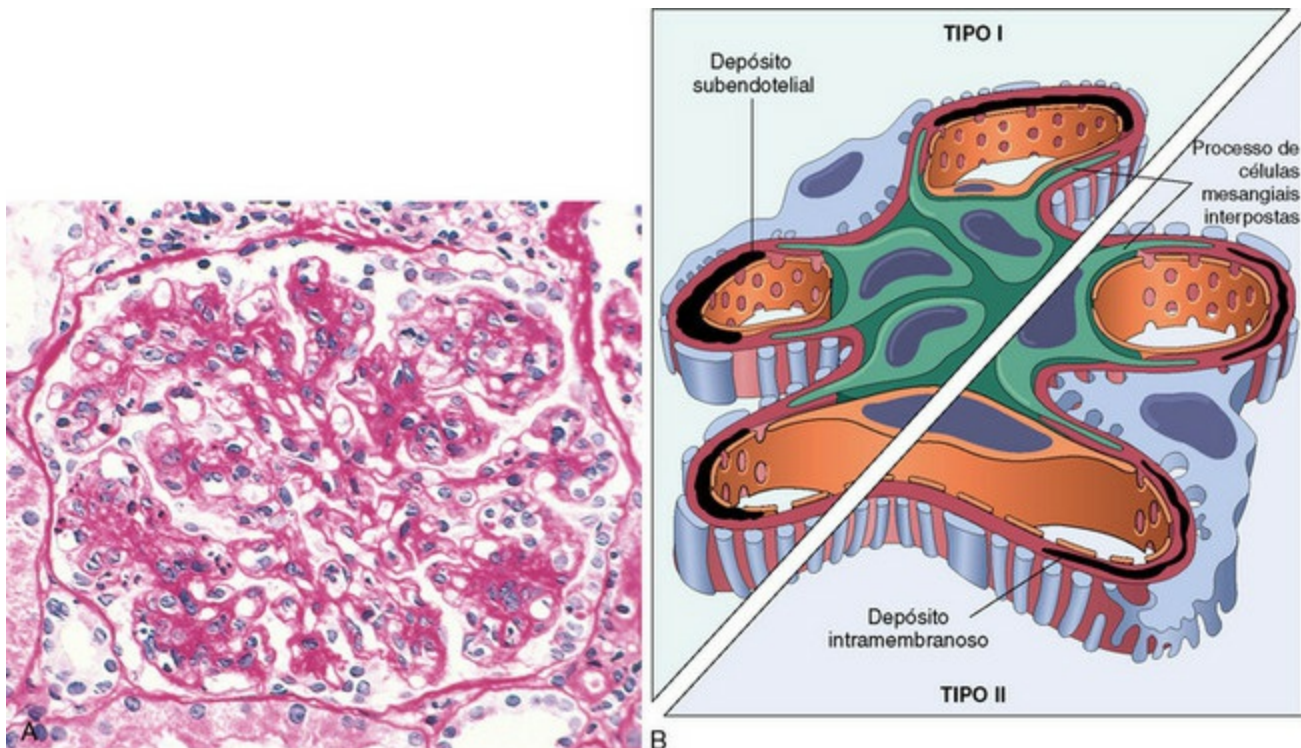 TIPO I
Depósito
subendotelial
Processo de
células
mesangiais
interpostas
Depósito
intramembranoso
TIPO II
A
B